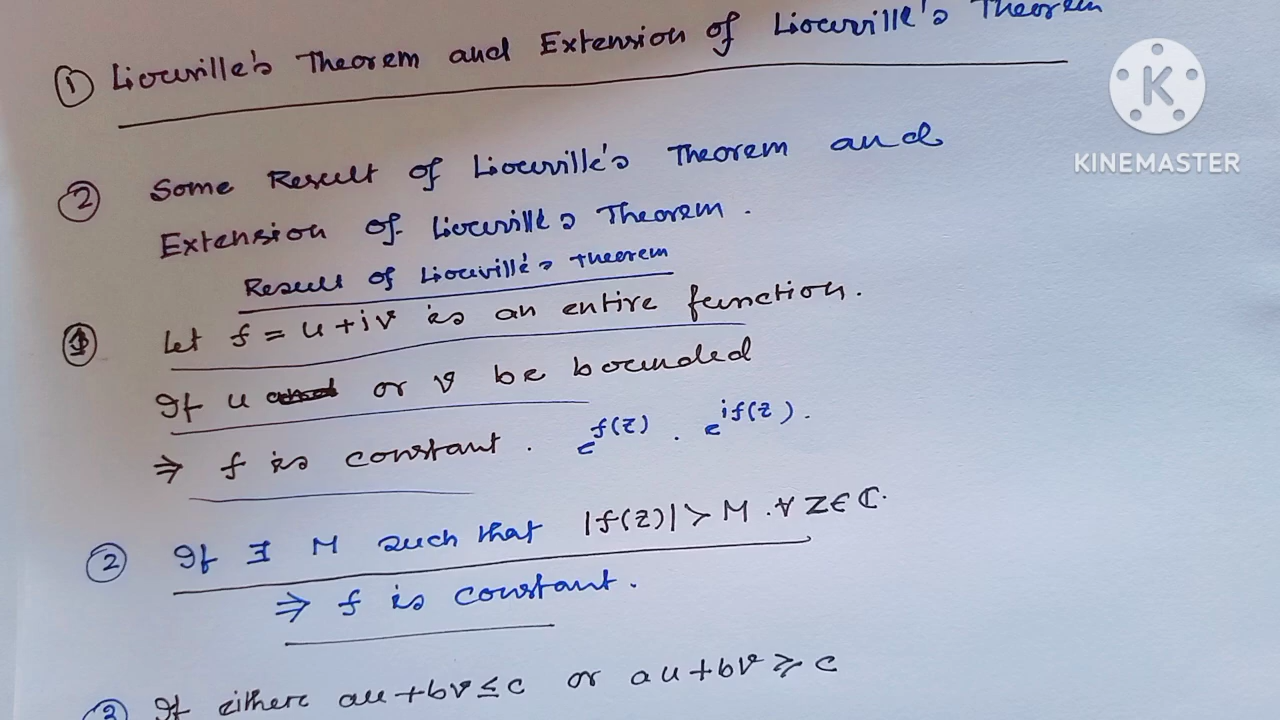 ① Liouville's Theorem and Extension of Liouville's Theorem
K
KINEMASTER
② Some Result of Liouville's Theorem and
Extension of Liouville's Theorem.
Result of Liouville's theorem
① Let f = u + iv is an entire function.
If u or v be bounded
⇒ f is constant. e^{f(z)} . e^{if(z)}.
② If ∃ M such that |f(z)| > M . ∀ z ∈ ℂ.
⇒ f is constant.
③ If either au + bv ≤ c or au + bv ≥ c